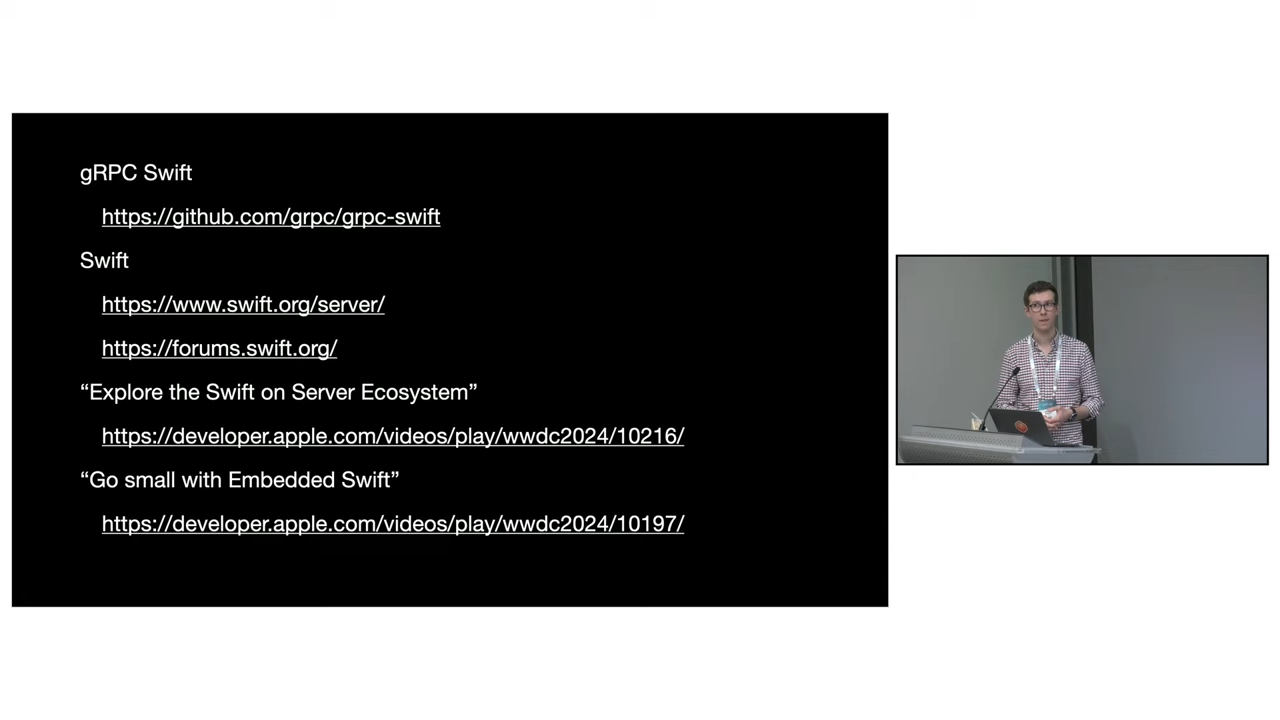 gRPC Swift
https://github.com/grpc/grpc-swift
Swift
https://www.swift.org/server/
https://forums.swift.org/
“Explore the Swift on Server Ecosystem”
https://developer.apple.com/videos/play/wwdc2024/10216/
“Go small with Embedded Swift”
https://developer.apple.com/videos/play/wwdc2024/10197/